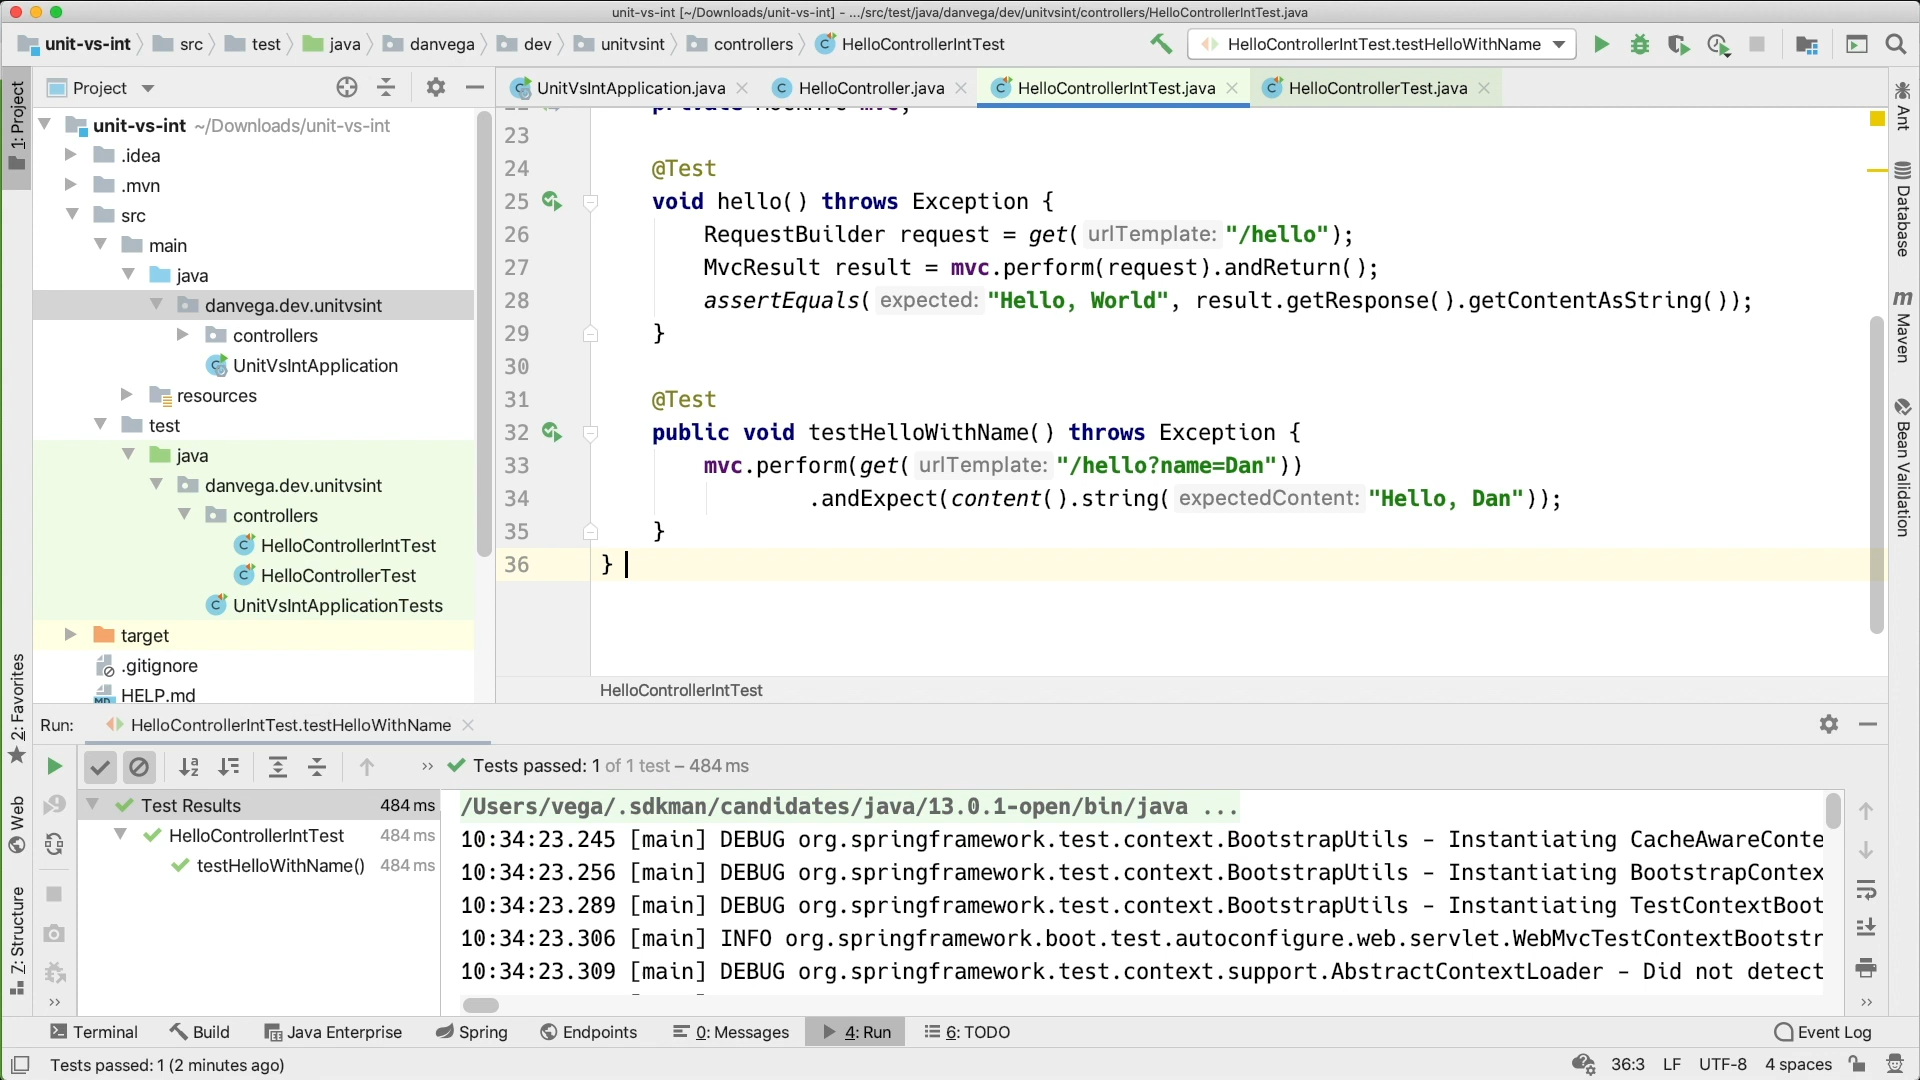 unit-vs-int [~/Downloads/unit-vs-int] - .../src/test/java/danvega/dev/unitvsint/controllers/HelloControllerIntTest.java
unit-vs-int src test java danvega dev unitvsint controllers HelloControllerIntTest
HelloControllerIntTest.testHelloWithName
Project
UnitVsIntApplication.java
HelloController.java
HelloControllerIntTest.java
HelloControllerTest.java
1: Project
2: Favorites
Web
Z: Structure
unit-vs-int ~/Downloads/unit-vs-int
.idea
.mvn
src
main
java
danvega.dev.unitvsint
controllers
UnitVsIntApplication
resources
test
java
danvega.dev.unitvsint
controllers
HelloControllerIntTest
HelloControllerTest
UnitVsIntApplicationTests
target
.gitignore
HELP.md
23
24 @Test
25 void hello() throws Exception {
26 RequestBuilder request = get( urlTemplate: "/hello");
27 MvcResult result = mvc.perform(request).andReturn();
28 assertEquals( expected: "Hello, World", result.getResponse().getContentAsString());
29 }
30
31 @Test
32 public void testHelloWithName() throws Exception {
33 mvc.perform(get( urlTemplate: "/hello?name=Dan"))
34 .andExpect(content().string( expectedContent: "Hello, Dan"));
35 }
36 }
HelloControllerIntTest
Ant
Database
Maven
Bean Validation
Run: HelloControllerIntTest.testHelloWithName
Tests passed: 1 of 1 test – 484 ms
Test Results 484 ms
HelloControllerIntTest 484 ms
testHelloWithName() 484 ms
/Users/vega/.sdkman/candidates/java/13.0.1-open/bin/java ...
10:34:23.245 [main] DEBUG org.springframework.test.context.BootstrapUtils - Instantiating CacheAwareConte
10:34:23.256 [main] DEBUG org.springframework.test.context.BootstrapUtils - Instantiating BootstrapContex
10:34:23.289 [main] DEBUG org.springframework.test.context.BootstrapUtils - Instantiating TestContextBoot
10:34:23.306 [main] INFO org.springframework.boot.test.autoconfigure.web.servlet.WebMvcTestContextBootstr
10:34:23.309 [main] DEBUG org.springframework.test.context.support.AbstractContextLoader - Did not detect
Terminal Build Java Enterprise Spring Endpoints 0: Messages 4: Run 6: TODO Event Log
Tests passed: 1 (2 minutes ago) 36:3 LF UTF-8 4 spaces